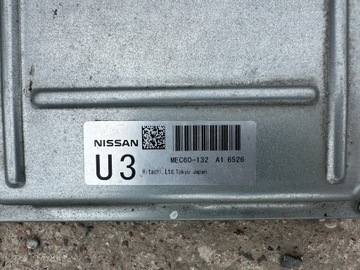 NISSAN
MEC60-132 A1 6526
U3
Hitachi.Ltd.Tokyo Japan